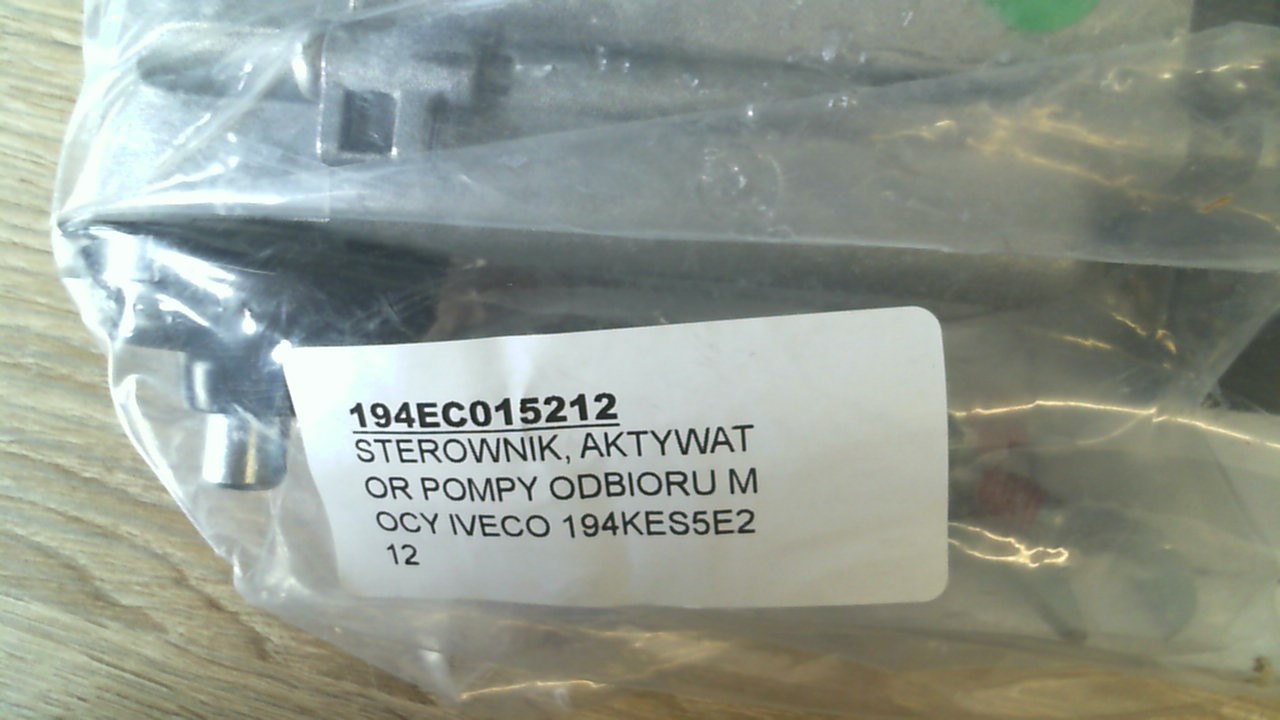 194EC015212
STEROWNIK, AKTYWAT
OR POMPY ODBIORU M
OCY IVECO 194KES5E2
12